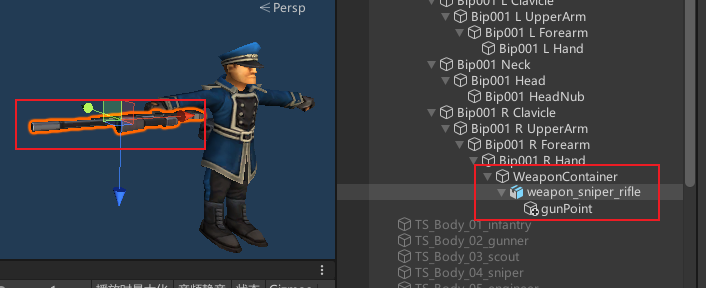 Persp
Bip001 L Clavicle
Bip001 L UpperArm
Bip001 L Forearm
Bip001 L Hand
Bip001 Neck
Bip001 Head
Bip001 HeadNub
Bip001 R Clavicle
Bip001 R UpperArm
Bip001 R Forearm
Bip001 R Hand
WeaponContainer
weapon_sniper_rifle
gunPoint
TS_Body_01_infantry
TS_Body_02_gunner
TS_Body_03_scout
TS_Body_04_sniper
TS_Body_05_engineer
播放时最大化 音频静音 状态 Gizmos